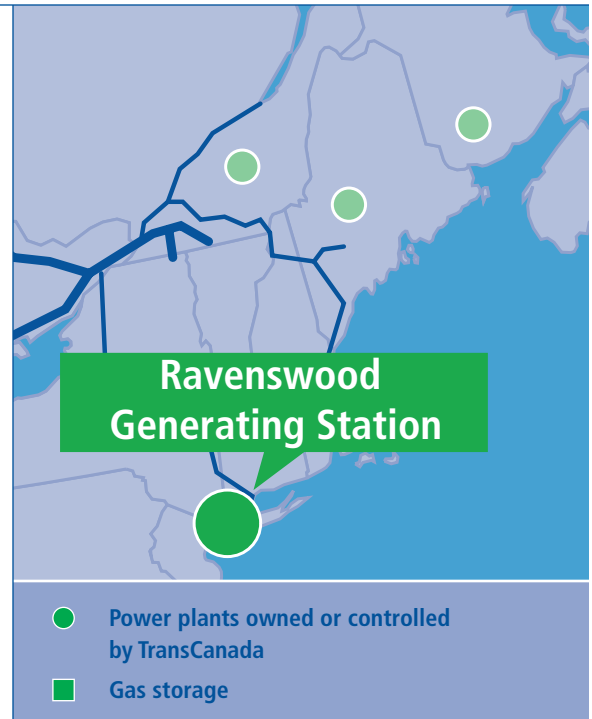 Ravenswood
Generating Station
Power plants owned or controlled
by TransCanada
Gas storage